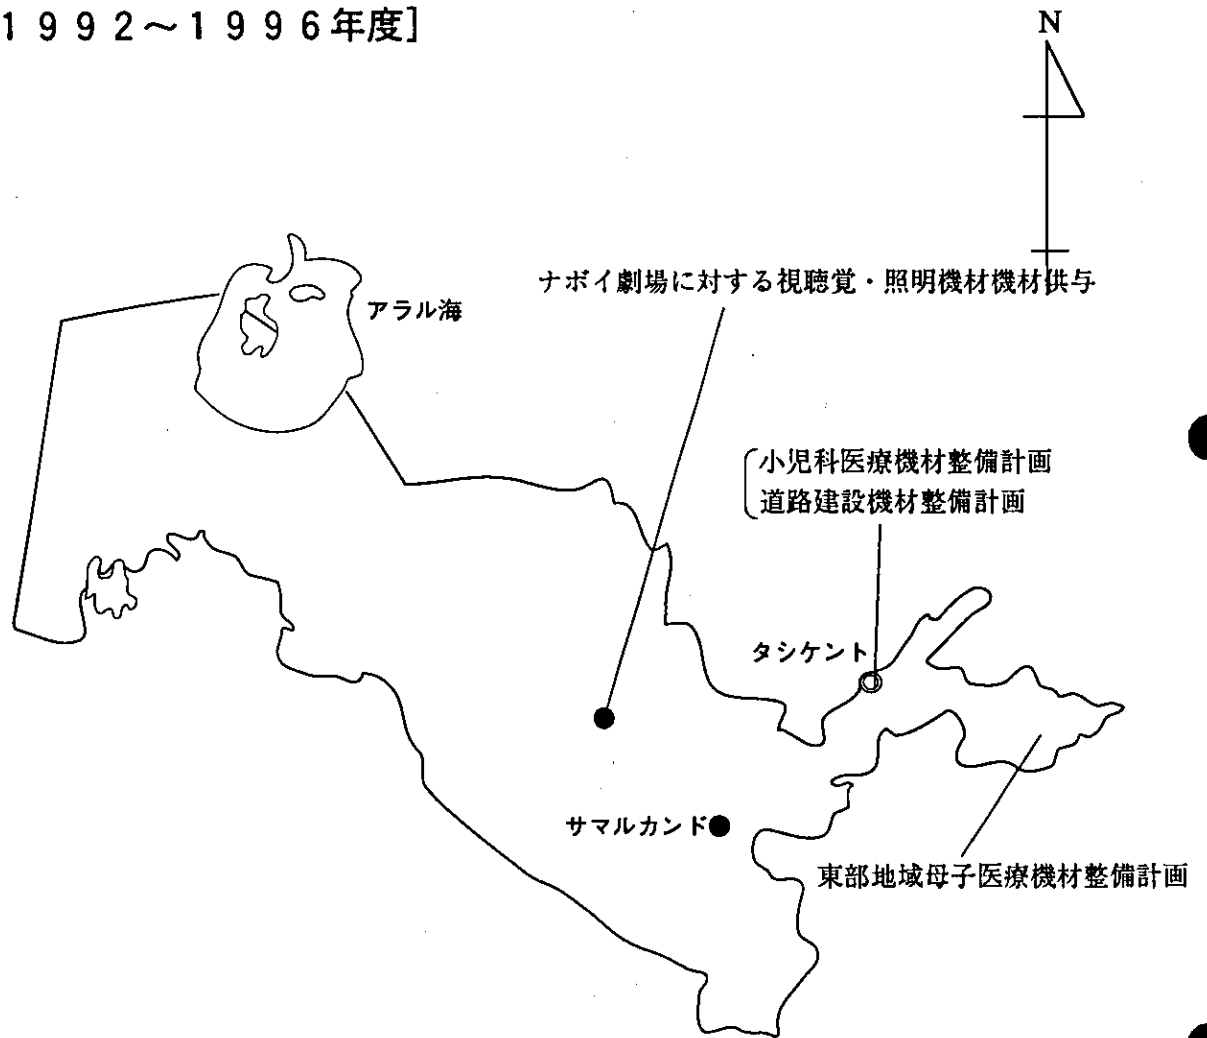 １９９２～１９９６年度]
N
ナボイ劇場に対する視聴覚・照明機材機材供与
アラル海
小児科医療機材整備計画
道路建設機材整備計画
タシケント
サマルカンド
東部地域母子医療機材整備計画